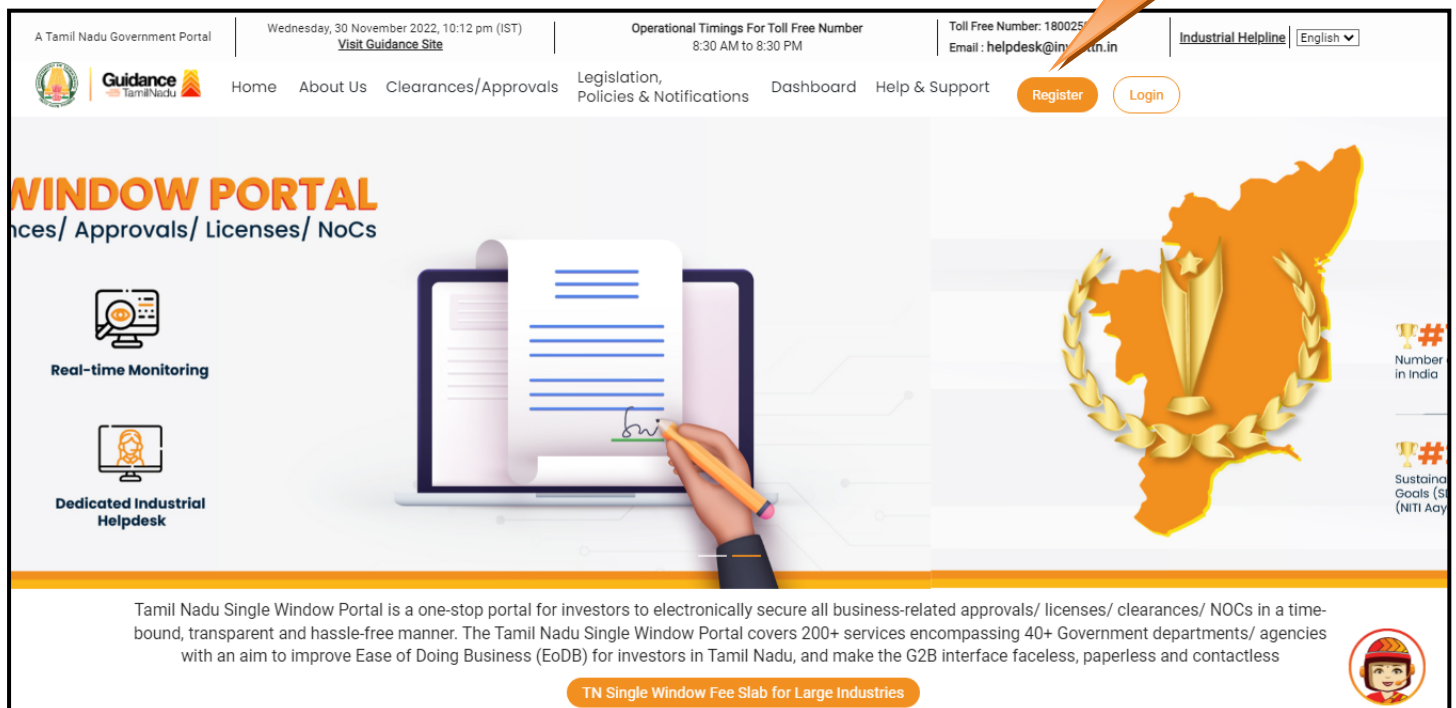 A Tamil Nadu Government Portal
Wednesday, 30 November 2022, 10:12 pm (IST)
Visit Guidance Site
Operational Timings For Toll Free Number
8:30 AM to 8:30 PM
Toll Free Number:
Email : helpdesk@
Industrial Helpline
English
Guidance
TamilNadu
Home
About Us
Clearances/Approvals
Legislation,
Policies & Notifications
Dashboard
Help & Support
Register
Login
WINDOW PORTAL
/ Approvals/ Licenses/ NoCs
Real-time Monitoring
Dedicated Industrial
Helpdesk
Number
in India
Goals
(NITI
Tamil Nadu Single Window Portal is a one-stop portal for investors to electronically secure all business-related approvals/ licenses/ clearances/ NOCs in a time-
bound, transparent and hassle-free manner. The Tamil Nadu Single Window Portal covers 200+ services encompassing 40+ Government departments/ agencies
with an aim to improve Ease of Doing Business (EoDB) for investors in Tamil Nadu, and make the G2B interface faceless, paperless and contactless
TN Single Window Fee Slab for Large Industries